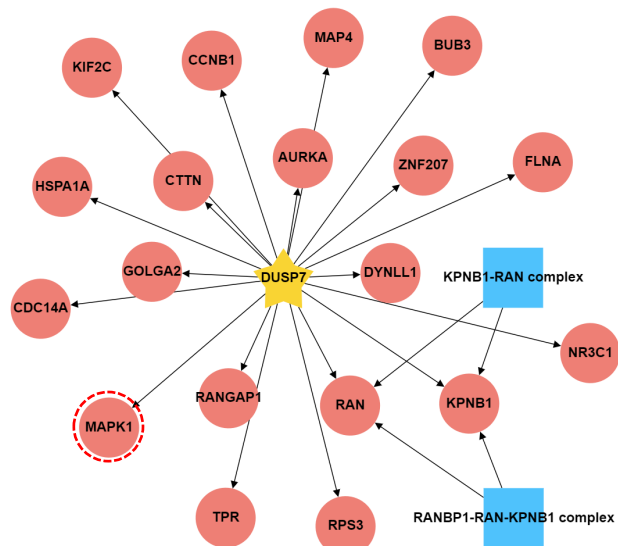 MAP4
BUB3
CCNB1
KIF2C
AURKA
ZNF207
FLNA
CTTN
HSPA1A
GOLGA2
DUSP7
DYNLL1
KPNB1-RAN complex
CDC14A
NR3C1
RANGAP1
RAN
KPNB1
MAPK1
TPR
RPS3
RANBP1-RAN-KPNB1 complex